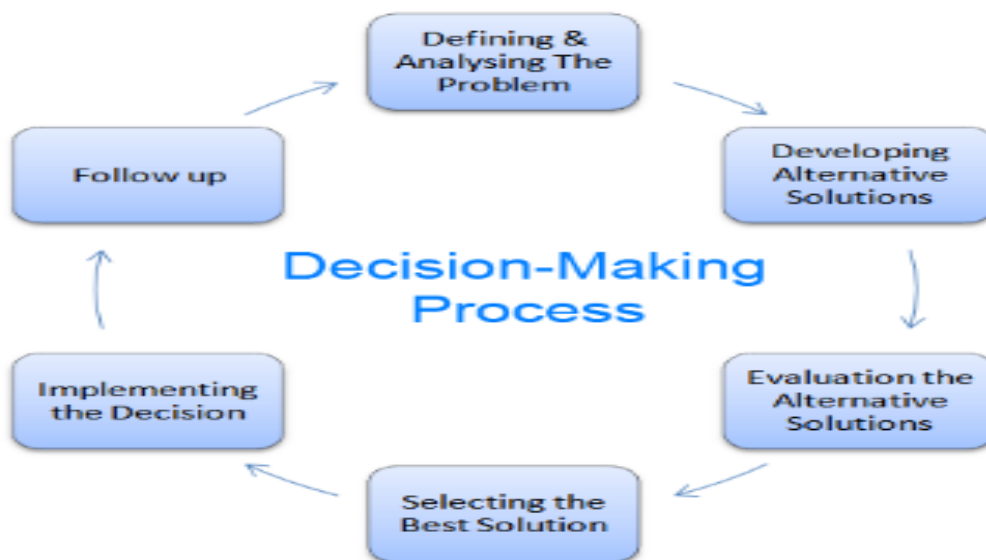 Defining &
Analysing The
Problem
Developing
Alternative
Solutions
Evaluation the
Alternative
Solutions
Selecting the
Best Solution
Implementing
the Decision
Follow up
Decision-Making
Process